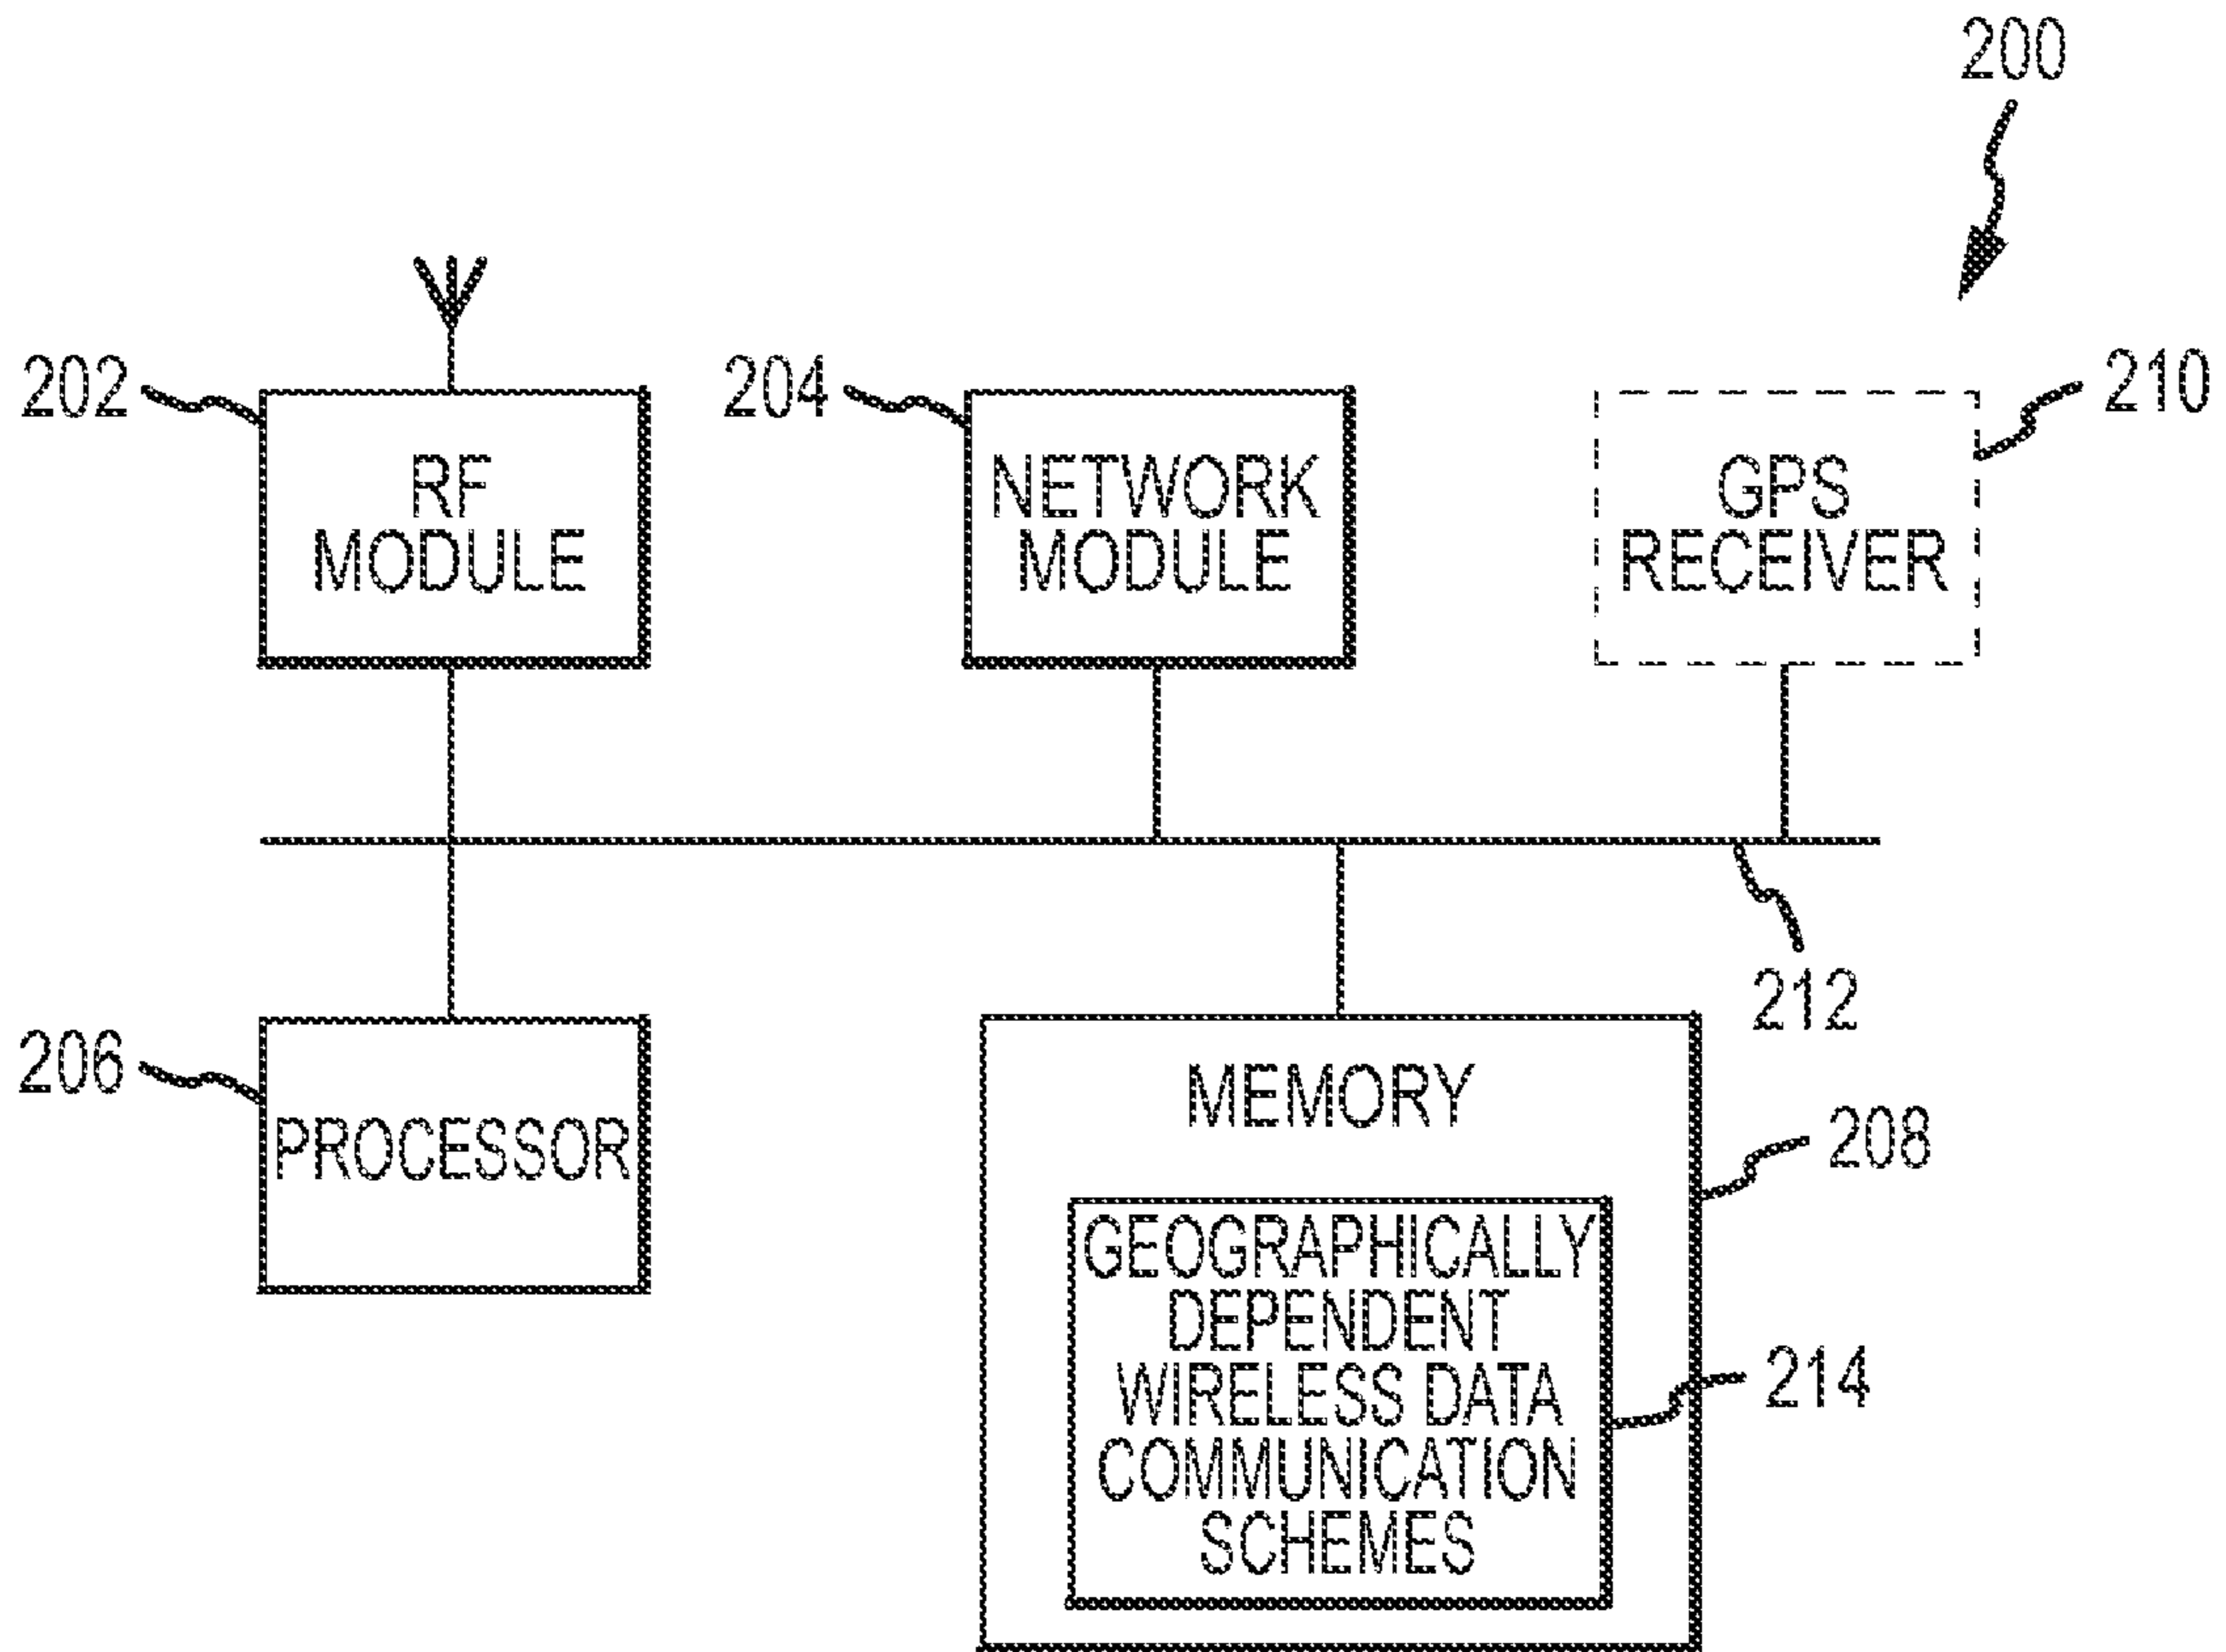 200
202
204
210
RF
MODULE
NETWORK
MODULE
GPS
RECEIVER
212
206
PROCESSOR
MEMORY
208
GEOGRAPHICALLY
DEPENDENT
WIRELESS DATA
COMMUNICATION
SCHEMES
214